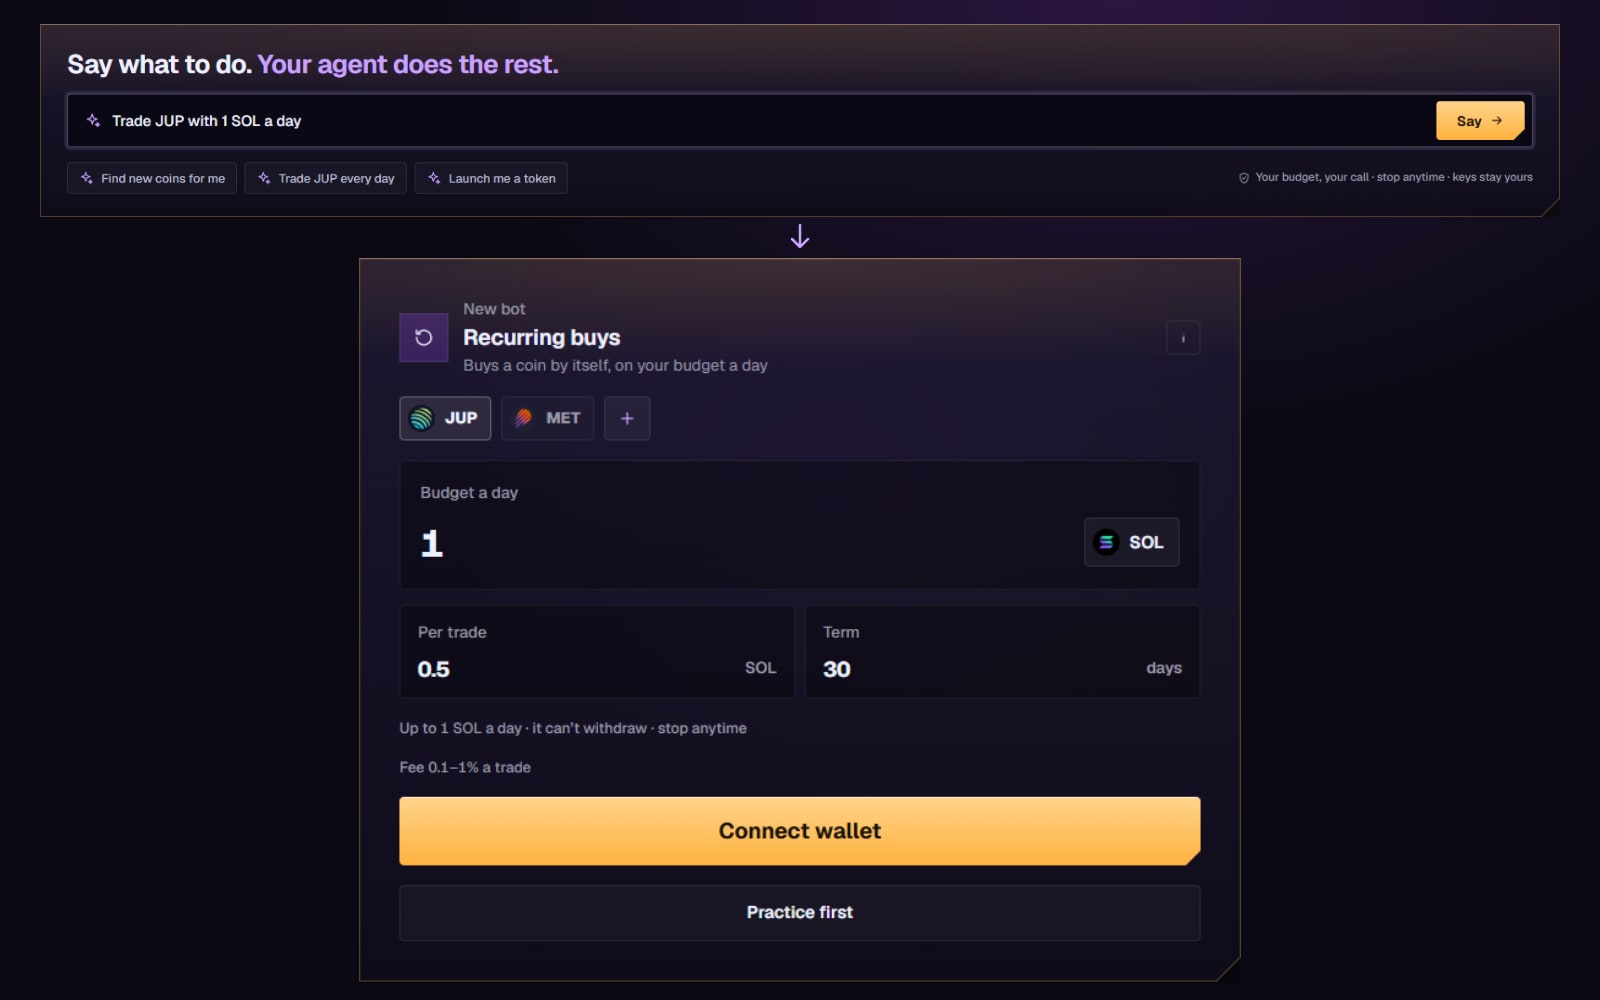 Say what to do. Your agent does the rest.
Trade JUP with 1 SOL a day
Say →
Find new coins for me
Trade JUP every day
Launch me a token
Your budget, your call · stop anytime · keys stay yours
New bot
Recurring buys
Buys a coin by itself, on your budget a day
i
JUP
MET
+
Budget a day
1
SOL
Per trade
0.5
SOL
Term
30
days
Up to 1 SOL a day · it can't withdraw · stop anytime
Fee 0.1–1% a trade
Connect wallet
Practice first